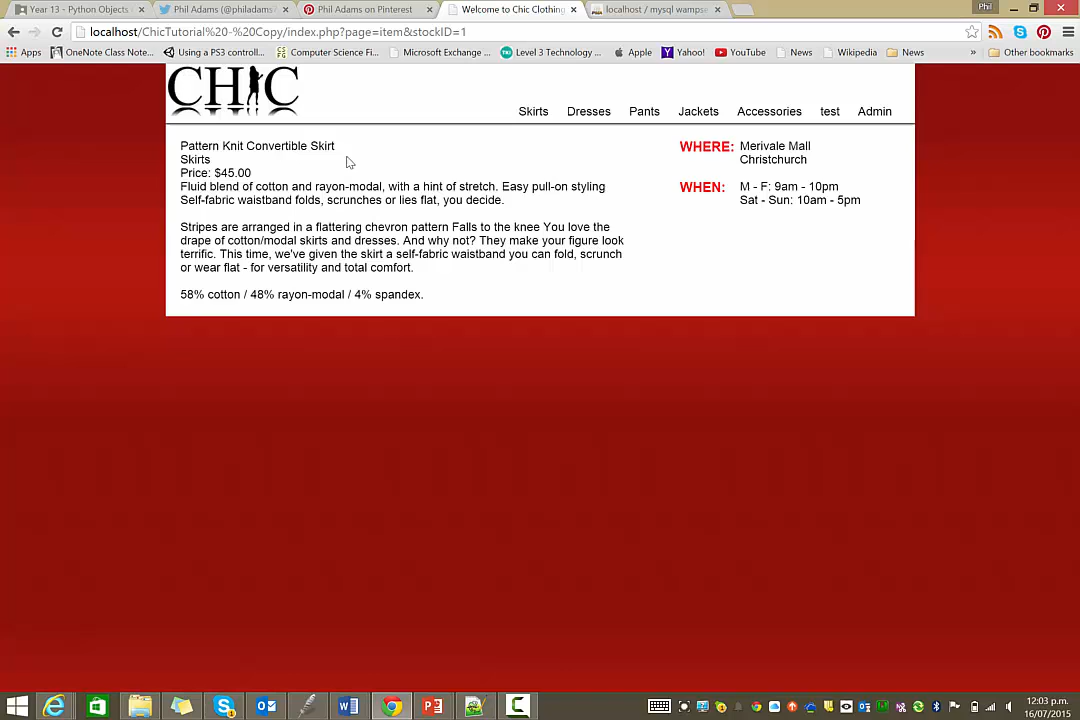 Year 13 - Python Objects
Phil Adams (@philadams
Phil Adams on Pinterest
Welcome to Chic Clothing
localhost / mysql wampse
Phil
localhost/ChicTutorial%20-%20Copy/index.php?page=item&stockID=1
Apps
OneNote Class Note...
Using a PS3 controll...
Computer Science Fi...
Microsoft Exchange ...
Level 3 Technology ...
Apple
Yahoo!
YouTube
News
Wikipedia
News
»
Other bookmarks
CHIC
Skirts
Dresses
Pants
Jackets
Accessories
test
Admin
Pattern Knit Convertible Skirt
Skirts
Price: $45.00
Fluid blend of cotton and rayon-modal, with a hint of stretch. Easy pull-on styling
Self-fabric waistband folds, scrunches or lies flat, you decide.
Stripes are arranged in a flattering chevron pattern Falls to the knee You love the
drape of cotton/modal skirts and dresses. And why not? They make your figure look
terrific. This time, we've given the skirt a self-fabric waistband you can fold, scrunch
or wear flat - for versatility and total comfort.
58% cotton / 48% rayon-modal / 4% spandex.
WHERE: Merivale Mall
Christchurch
WHEN: M - F: 9am - 10pm
Sat - Sun: 10am - 5pm
12:03 p.m.
16/07/2015